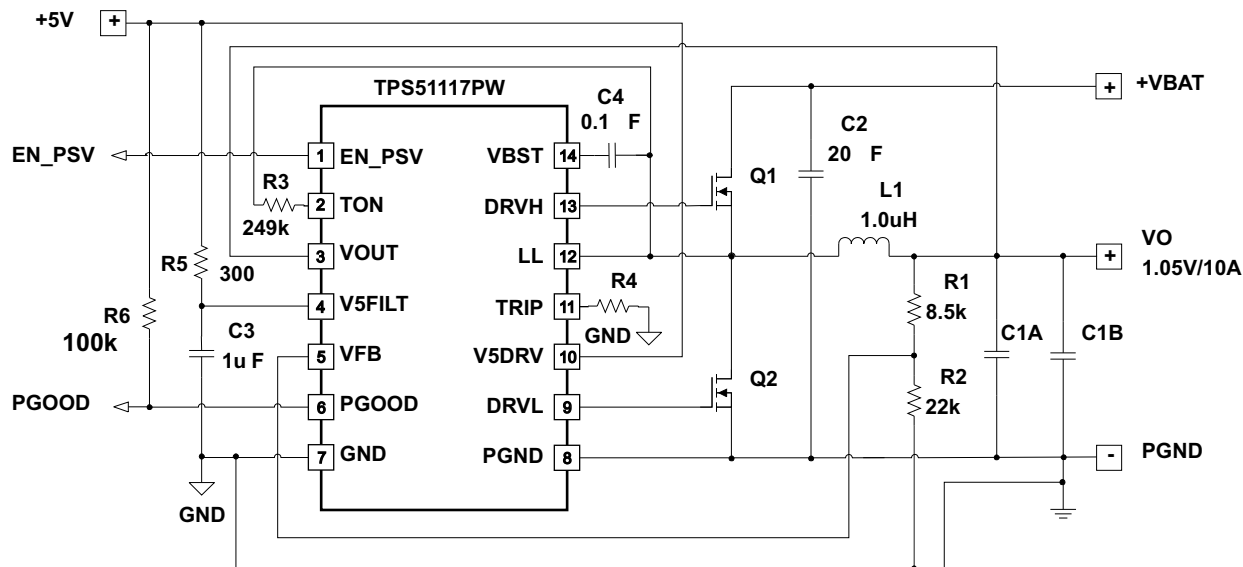 +5V
+
TPS51117PW
C4
0.1 F
+
+VBAT
C2
20 F
EN_PSV
1
EN_PSV
VBST
14
Q1
R3
249k
2
TON
DRVH
13
L1
1.0uH
3
VOUT
LL
12
+
VO
1.05V/10A
R5
300
R4
R1
8.5k
4
V5FILT
TRIP
11
GND
R6
100k
C3
1u F
C1A
C1B
5
VFB
V5DRV
10
Q2
R2
22k
PGOOD
6
PGOOD
DRVL
9
7
GND
PGND
8
-
PGND
GND